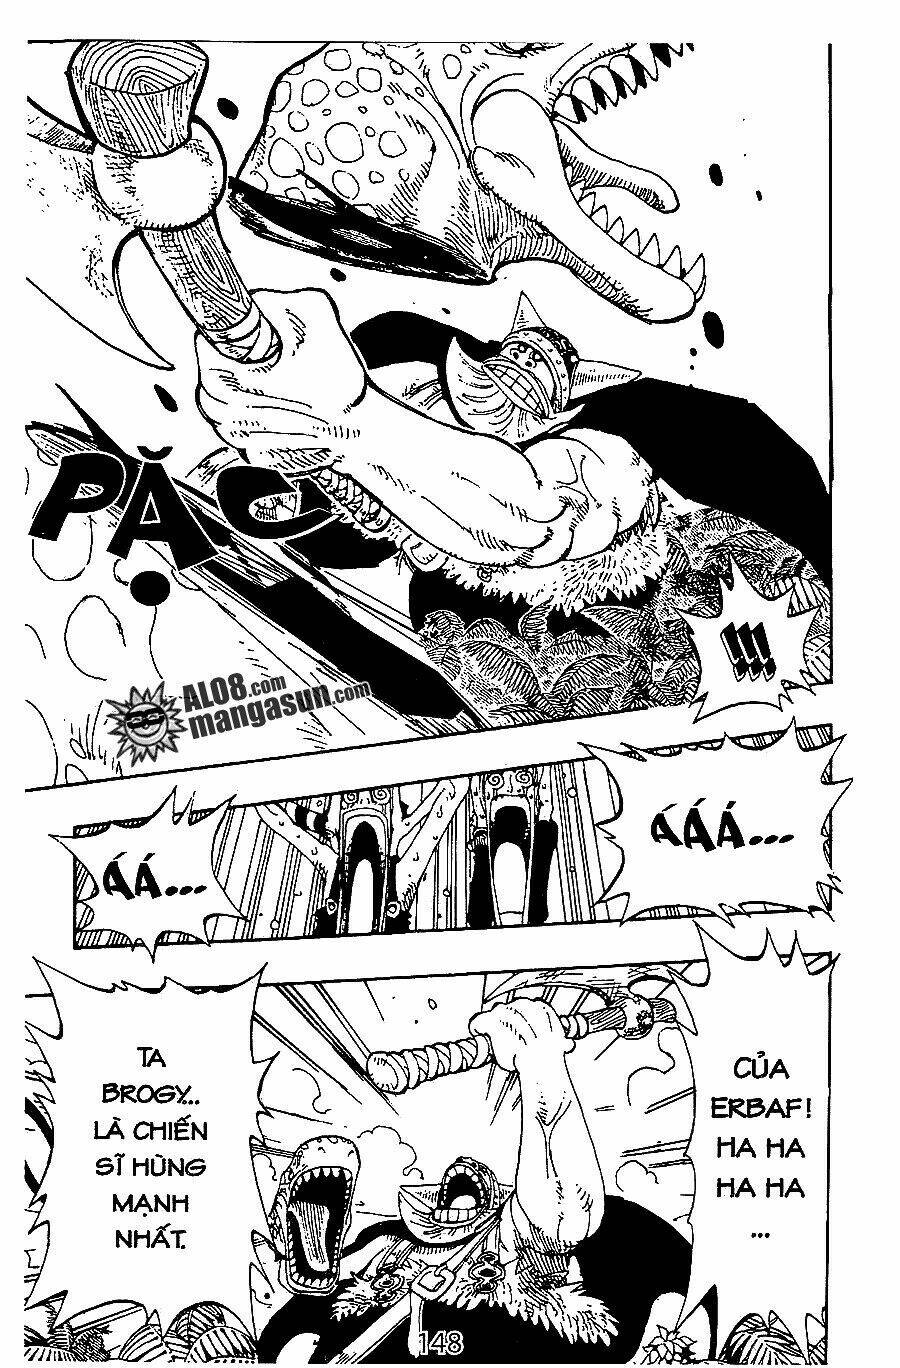 PẶC
!!!
AL08.com
mangasun.com
ÁÁ...
ÁÁÁ...
TA
BROGY...
LÀ CHIẾN
SĨ HÙNG
MẠNH
NHẤT.
CỦA
ERBAF!
HA HA
HA HA
...
148